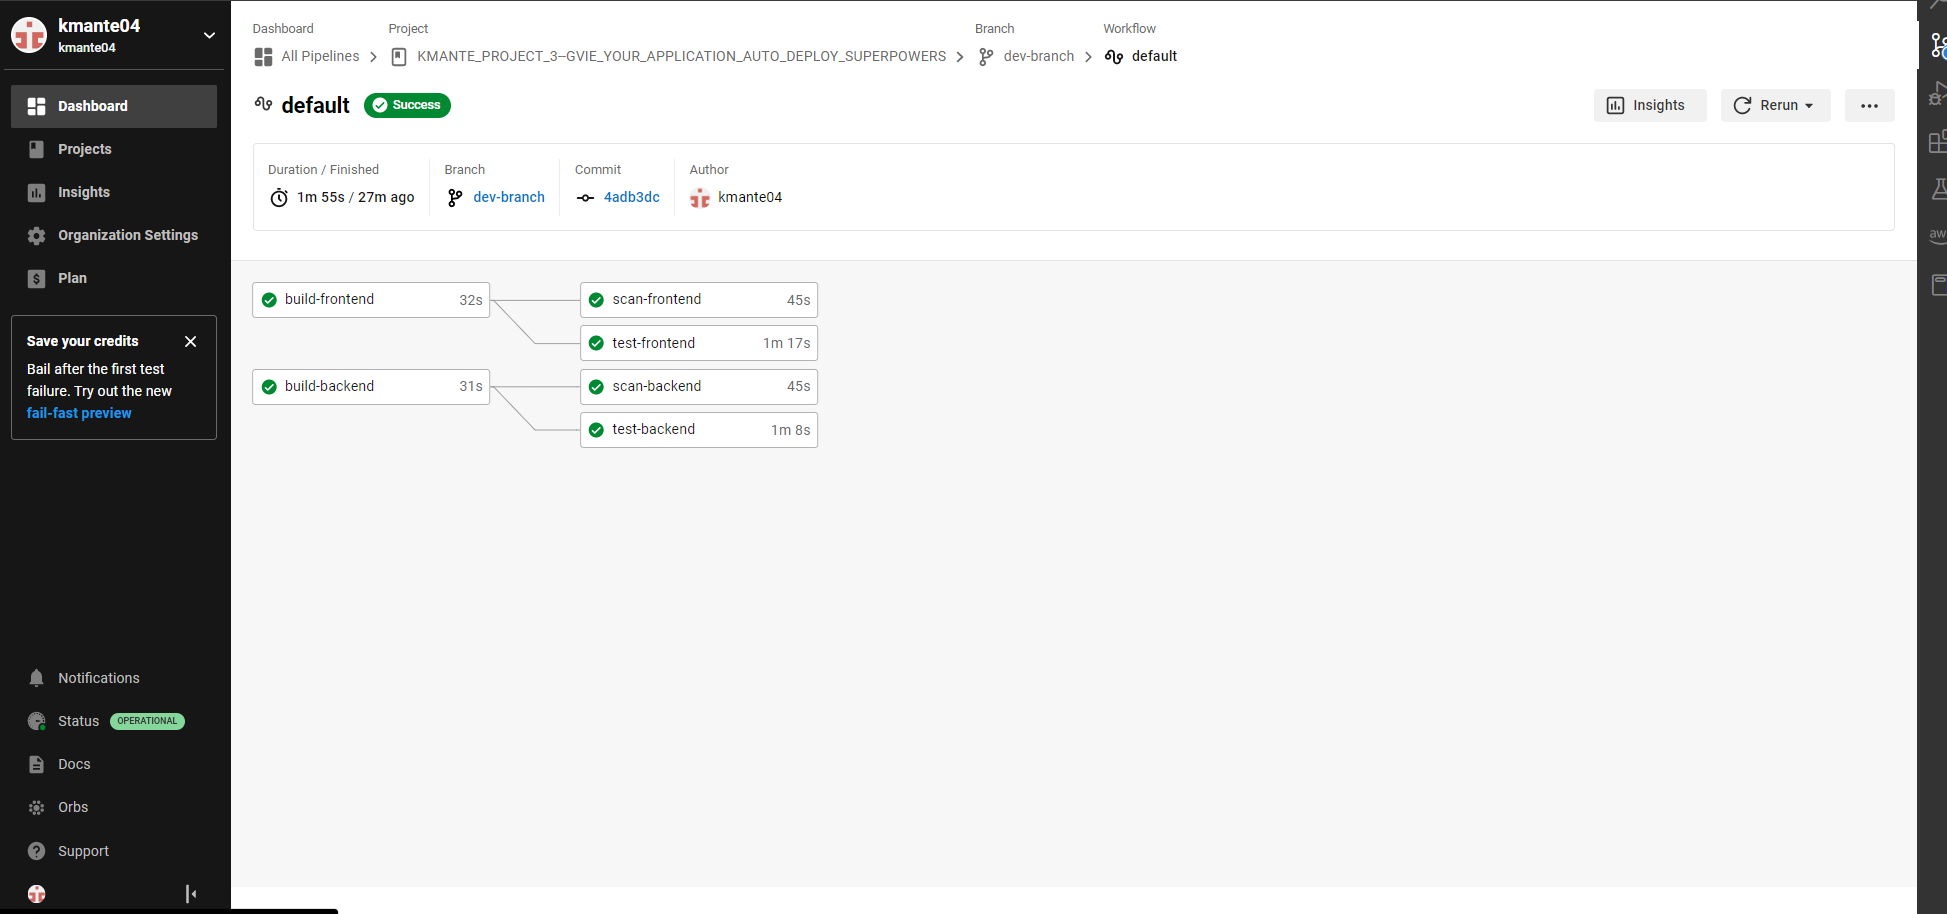 kmante04
kmante04
Dashboard
Projects
Insights
Organization Settings
Plan
Save your credits
Bail after the first test
failure. Try out the new
fail-fast preview
Notifications
Status OPERATIONAL
Docs
Orbs
Support
Dashboard Project Branch Workflow
All Pipelines KMANTE_PROJECT_3--GVIE_YOUR_APPLICATION_AUTO_DEPLOY_SUPERPOWERS dev-branch default
default Success Insights Rerun
Duration / Finished Branch Commit Author
1m 55s / 27m ago dev-branch 4adb3dc kmante04
build-frontend 32s scan-frontend 45s
test-frontend 1m 17s
build-backend 31s scan-backend 45s
test-backend 1m 8s